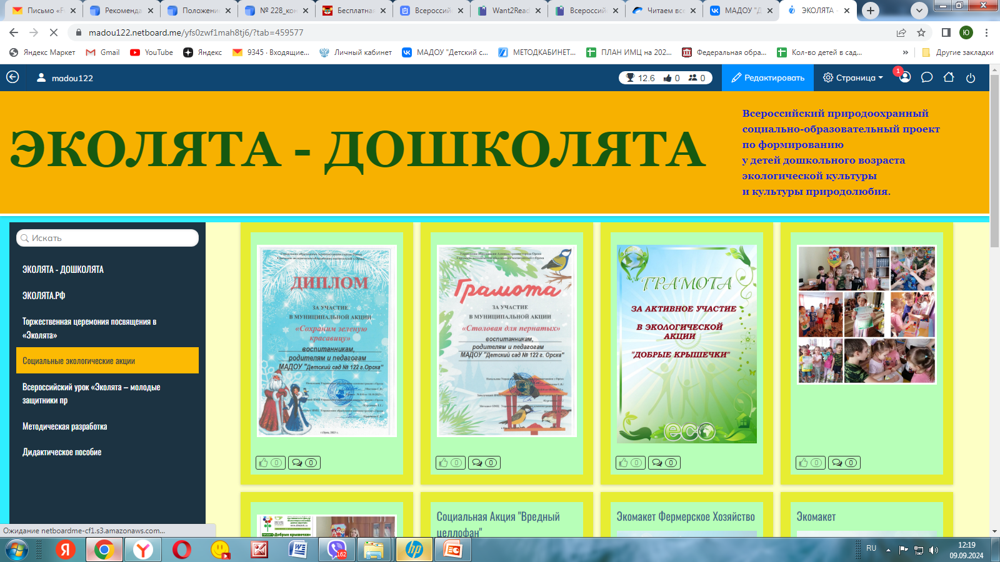 Письмо «F
Рекоменда
Положени
№ 228_кон
Бесплатна
Всероссий
Want2Read
Всероссий
Читаем все
МАДОУ "Д
ЭКОЛЯТА -
madou122.netboard.me/yfs0zwf1mah8tj6/?tab=459577
Ю
Яндекс Маркет
Gmail
YouTube
Яндекс
9345 · Входящие...
Личный кабинет
МАДОУ "Детский с...
МЕТОДКАБИНЕТ...
ПЛАН ИМЦ на 202...
Федеральная обра...
Кол-во детей в сад...
»
Другие закладки
madou122
12.6
0
0
Редактировать
Страница
1
ЭКОЛЯТА - ДОШКОЛЯТА
Всероссийский природоохранный
социально-образовательный проект
по формированию
у детей дошкольного возраста
экологической культуры
и культуры природолюбия.
Искать
ЭКОЛЯТА - ДОШКОЛЯТА
ЭКОЛЯТА.РФ
Торжественная церемония посвящения в
«Эколята»
Социальные экологические акции
Всероссийский урок «Эколята – молодые
защитники пр
Методическая разработка
Дидактическое пособие
ДИПЛОМ
ЗА УЧАСТИЕ
В МУНИЦИПАЛЬНОЙ АКЦИИ
«Сохраним зеленую
красавицу»
воспитанникам,
родителям и педагогам
МАДОУ "Детский сад № 122 г.Орска"
0
0
Грамота
ЗА УЧАСТИЕ
В МУНИЦИПАЛЬНОЙ АКЦИИ
«Столовая для пернатых»
воспитанникам,
родителям и педагогам
МАДОУ "Детский сад № 122 г. Орска"
0
0
ГРАМОТА
ЗА АКТИВНОЕ УЧАСТИЕ
В ЭКОЛОГИЧЕСКОЙ
АКЦИИ
"ДОБРЫЕ КРЫШЕЧКИ"
eco
0
0
0
0
«Добрые крышечки»
Социальная Акция "Вредный
целлофан"
Экомакет Фермерское Хозяйство
Экомакет
Ожидание netboardme-cf1.s3.amazonaws.com...
162
RU
12:19
09.09.2024